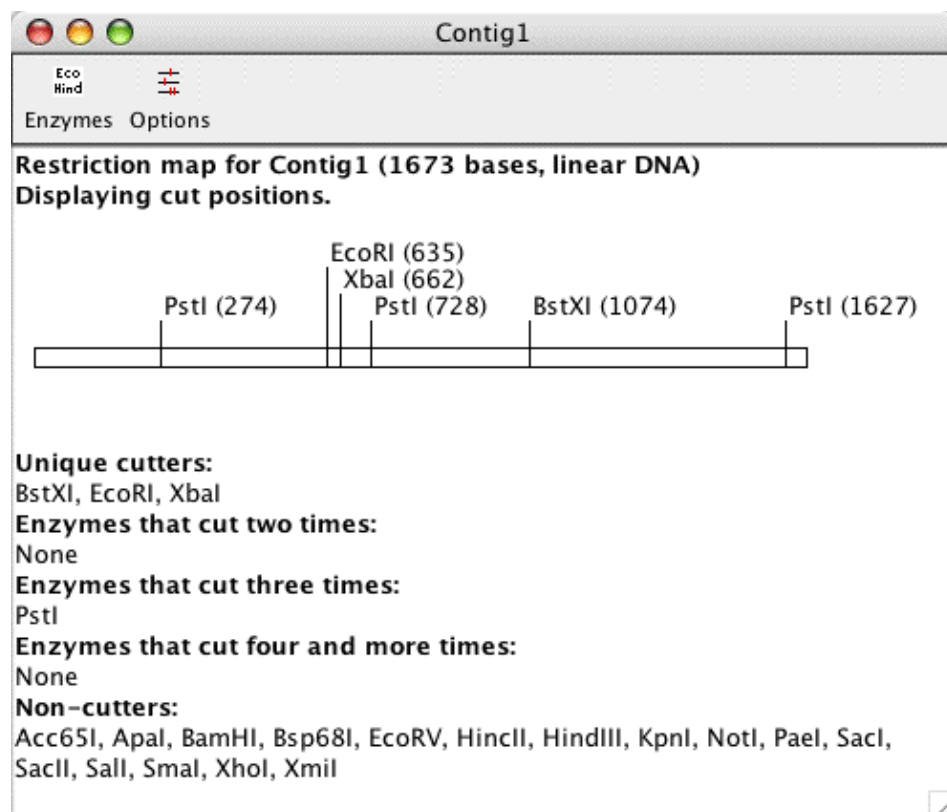 Contig1
Eco
Hind
Enzymes Options
Restriction map for Contig1 (1673 bases, linear DNA)
Displaying cut positions.
EcoRI (635)
XbaI (662)
PstI (274) PstI (728) BstXI (1074) PstI (1627)
Unique cutters:
BstXI, EcoRI, XbaI
Enzymes that cut two times:
None
Enzymes that cut three times:
PstI
Enzymes that cut four and more times:
None
Non-cutters:
Acc65I, ApaI, BamHI, Bsp68I, EcoRV, HincII, HindIII, KpnI, NotI, PaeI, SacI,
SacII, SalI, SmaI, XhoI, XmiI